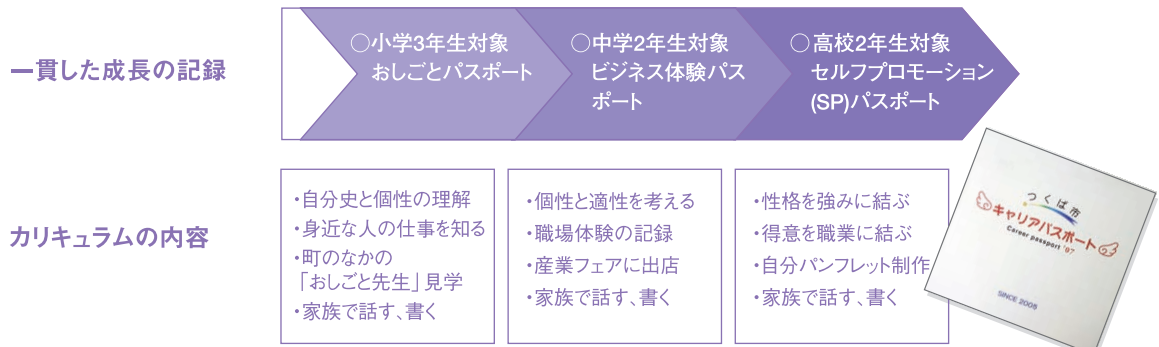 一貫した成長の記録
○小学3年生対象
おしごとパスポート
○中学2年生対象
ビジネス体験パス
ポート
○高校2年生対象
セルフプロモーション
(SP)パスポート
カリキュラムの内容
・自分史と個性の理解
・身近な人の仕事を知る
・町のなかの
「おしごと先生」見学
・家族で話す、書く
・個性と適性を考える
・職場体験の記録
・産業フェアに出店
・家族で話す、書く
・性格を強みに結ぶ
・得意を職業に結ぶ
・自分パンフレット制作
・家族で話す、書く
つくば市
キャリアパスポート
Career passport '07
SINCE 2005